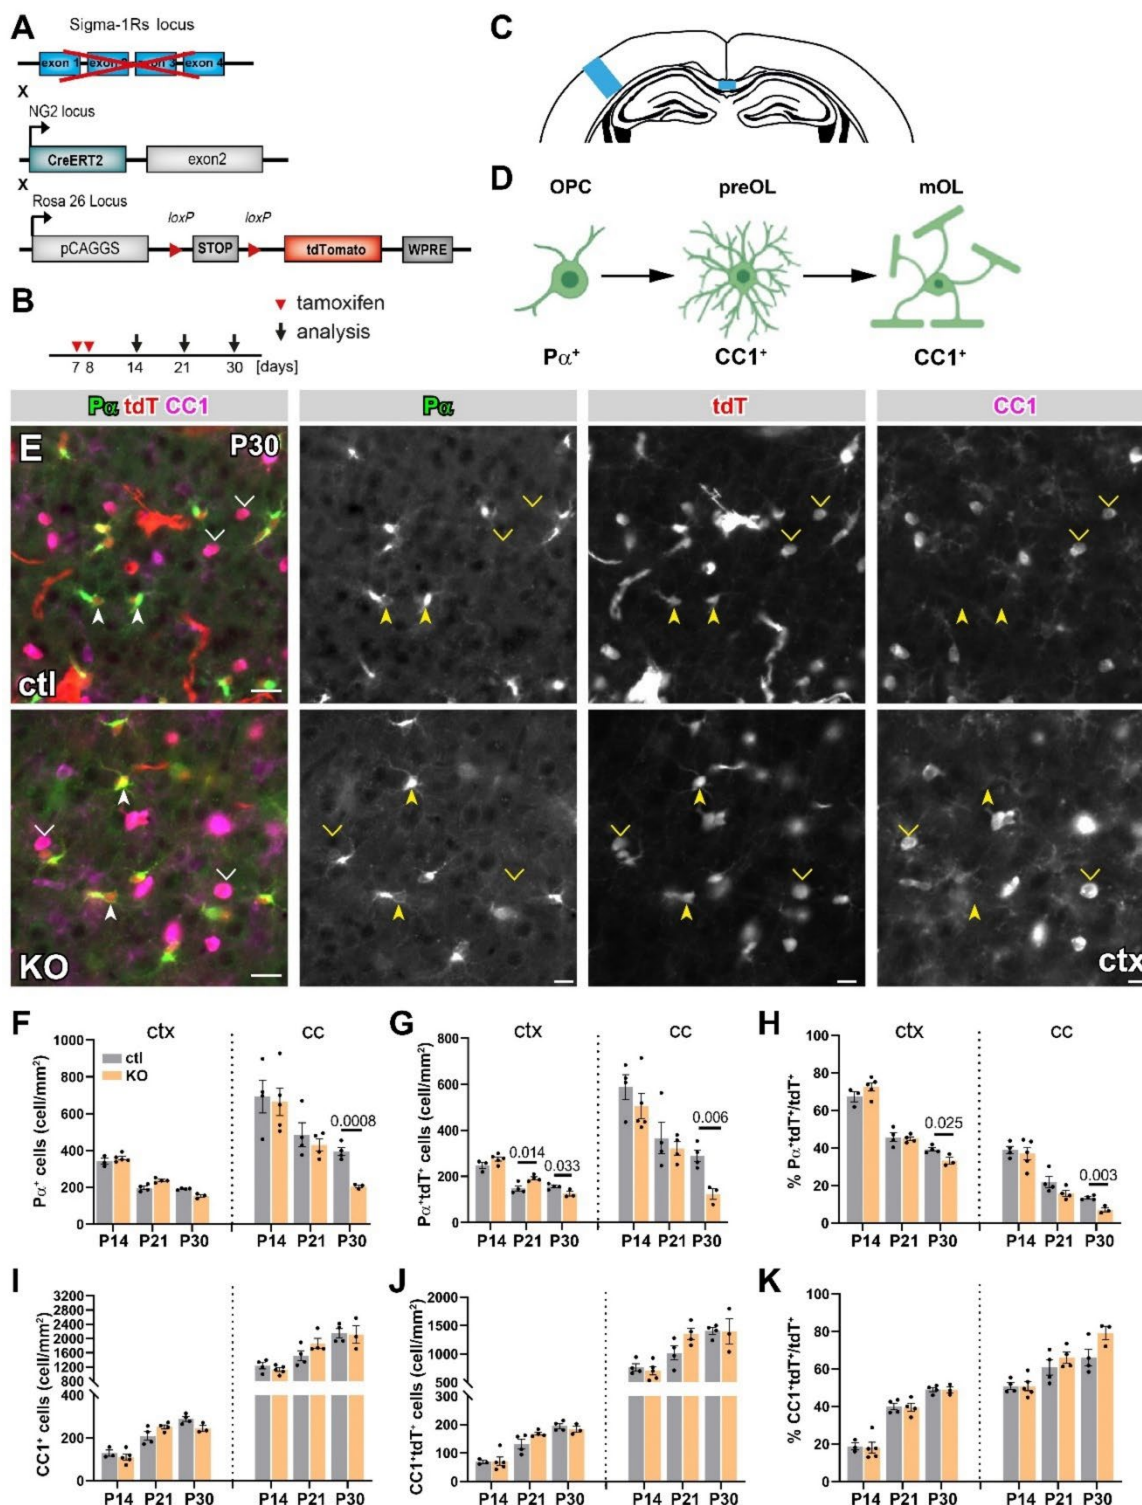 A
Sigma-1Rs locus
exon 1 exon 2 exon 3 exon 4
X
NG2 locus
CreERT2 exon2
X
Rosa 26 Locus
loxP loxP
pCAGGS STOP tdTomato WPRE
B
tamoxifen
analysis
7 8 14 21 30 [days]
C
D
OPC preOL mOL
Pα⁺ CC1⁺ CC1⁺
Pα tdT CC1 Pα tdT CC1
E P30
ctl
KO ctx
F ctx cc
Pα⁺ cells (cell/mm²)
1000
800
600
400
200
0
ctl
KO
0.0008
P14 P21 P30 P14 P21 P30
G ctx cc
Pα⁺tdT⁺ cells (cell/mm²)
800
600
400
200
0
0.014 0.033 0.006
P14 P21 P30 P14 P21 P30
H ctx cc
% Pα⁺tdT⁺/tdT⁺
100
80
60
40
20
0
0.025 0.003
P14 P21 P30 P14 P21 P30
I
CC1⁺ cells (cell/mm²)
3200
2800
2400
2000
1600
1200
800
400
200
0
P14 P21 P30 P14 P21 P30
J
CC1⁺tdT⁺ cells (cell/mm²)
2500
2000
1500
1000
500
300
200
100
0
P14 P21 P30 P14 P21 P30
K
% CC1⁺tdT⁺/tdT⁺
100
80
60
40
20
0
P14 P21 P30 P14 P21 P30